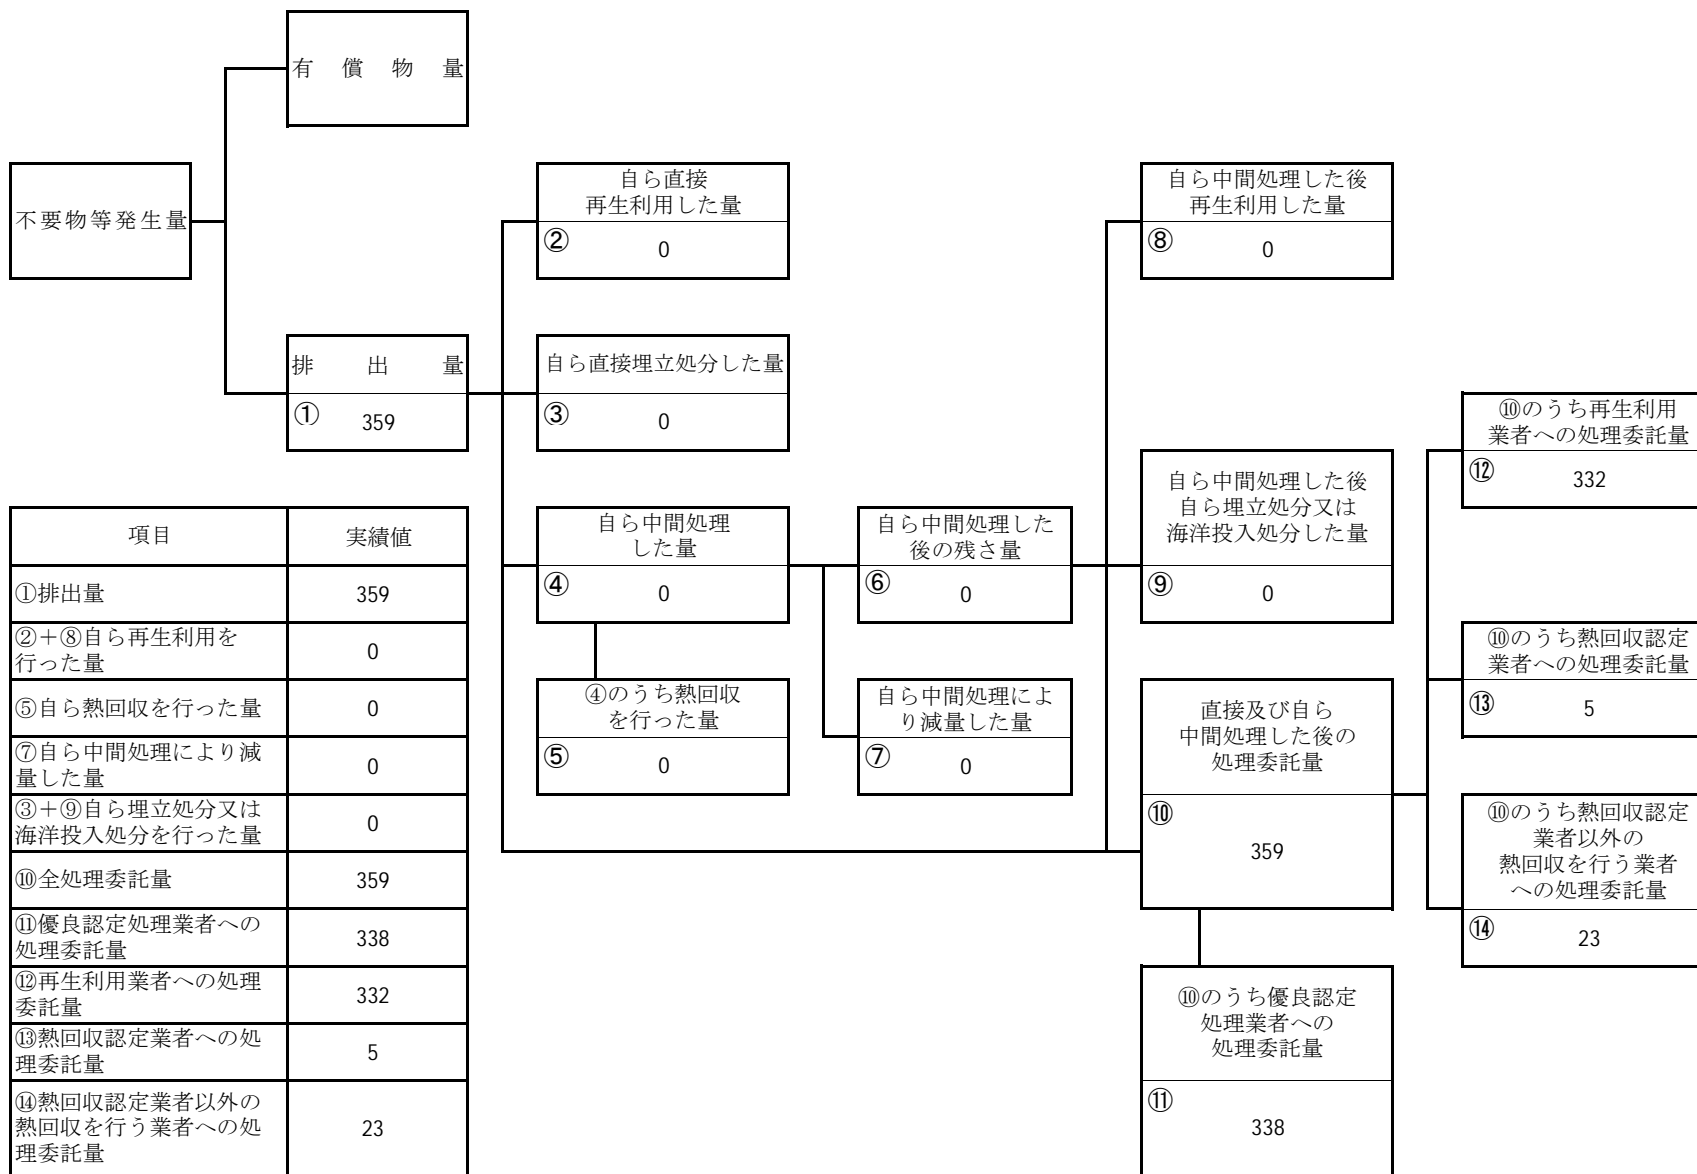 有償物量
不要物等発生量
排出量
① 359
自ら直接
再生利用した量
② 0
自ら直接埋立処分した量
③ 0
自ら中間処理
した量
④ 0
④のうち熱回収
を行った量
⑤ 0
自ら中間処理した
後の残さ量
⑥ 0
自ら中間処理によ
り減量した量
⑦ 0
自ら中間処理した後
再生利用した量
⑧ 0
自ら中間処理した後
自ら埋立処分又は
海洋投入処分した量
⑨ 0
直接及び自ら
中間処理した後の
処理委託量
⑩
359
⑩のうち優良認定
処理業者への
処理委託量
⑪
338
⑩のうち再生利用
業者への処理委託量
⑫ 332
⑩のうち熱回収認定
業者への処理委託量
⑬ 5
⑩のうち熱回収認定
業者以外の
熱回収を行う業者
への処理委託量
⑭ 23
項目 実績値
①排出量 359
②+⑧自ら再生利用を
行った量 0
⑤自ら熱回収を行った量 0
⑦自ら中間処理により減
量した量 0
③+⑨自ら埋立処分又は
海洋投入処分を行った量 0
⑩全処理委託量 359
⑪優良認定処理業者への
処理委託量 338
⑫再生利用業者への処理
委託量 332
⑬熱回収認定業者への処
理委託量 5
⑭熱回収認定業者以外の
熱回収を行う業者への処 23
理委託量